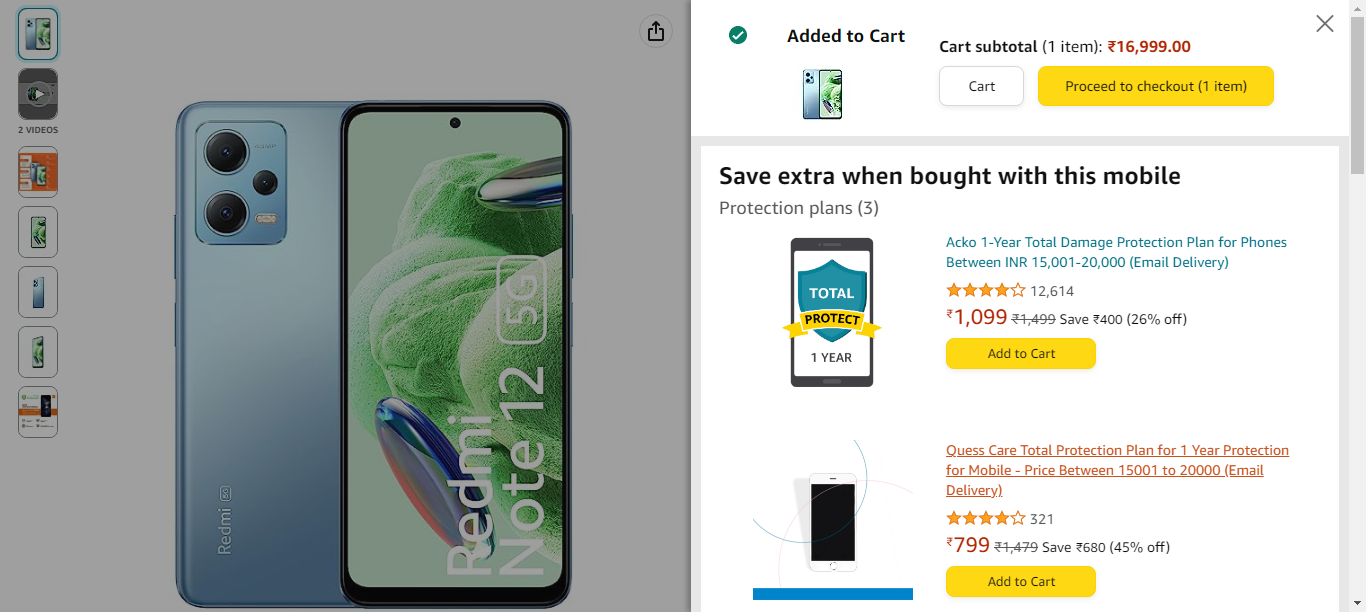 2 VIDEOS
Redmi 5G
Redmi
Note 12 5G
Added to Cart
Cart subtotal (1 item): ₹16,999.00
Cart
Proceed to checkout (1 item)
Save extra when bought with this mobile
Protection plans (3)
TOTAL
PROTECT
1 YEAR
Acko 1-Year Total Damage Protection Plan for Phones
Between INR 15,001-20,000 (Email Delivery)
12,614
₹1,099 ₹1,499 Save ₹400 (26% off)
Add to Cart
Quess Care Total Protection Plan for 1 Year Protection
for Mobile - Price Between 15001 to 20000 (Email
Delivery)
321
₹799 ₹1,479 Save ₹680 (45% off)
Add to Cart